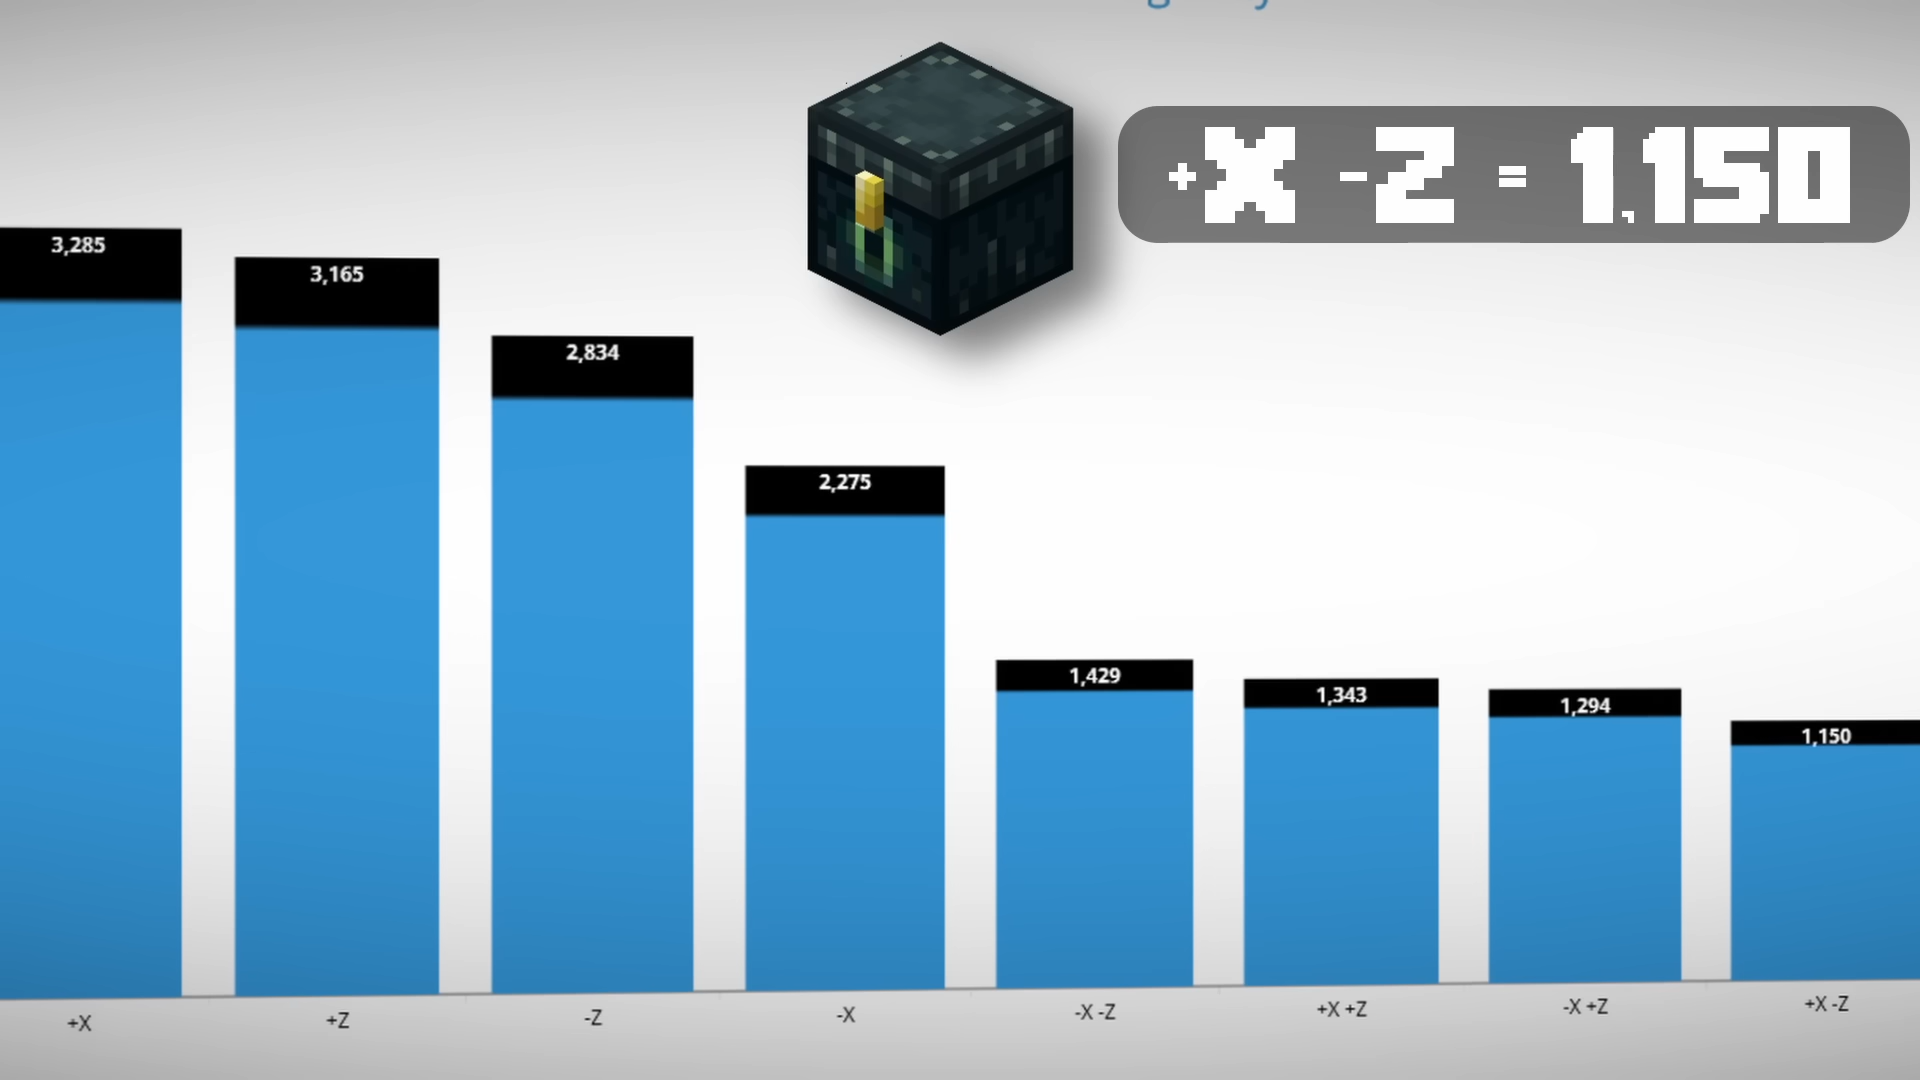 +X -Z = 1,150
3,285
3,165
2,834
2,275
1,429
1,343
1,294
1,150
+X
+Z
-Z
-X
-X -Z
+X +Z
-X +Z
+X -Z